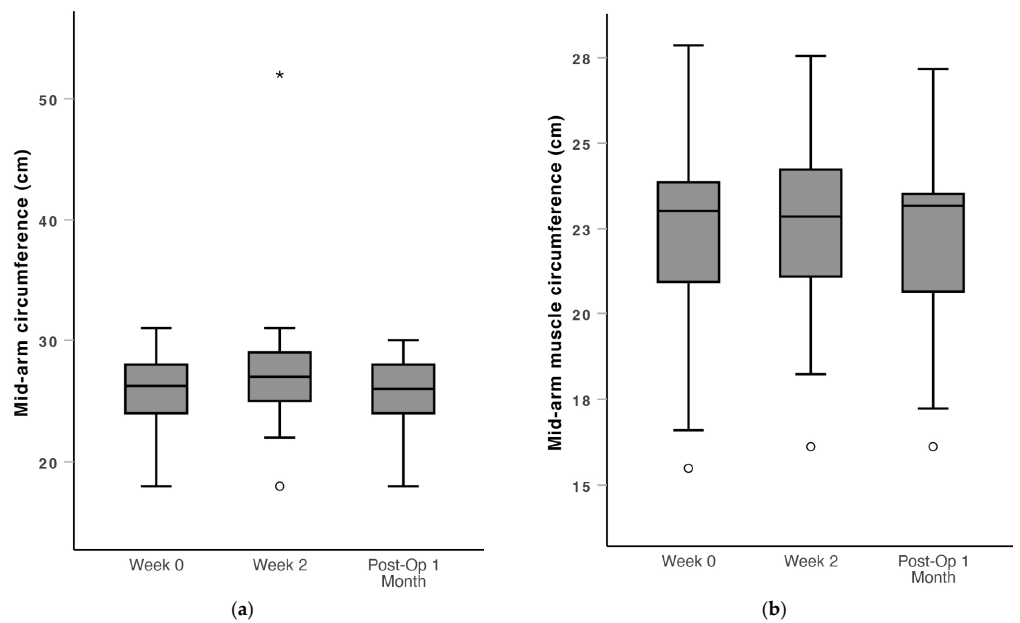 Mid-arm circumference (cm)
50
40
30
20
Week 0
Week 2
Post-Op 1
Month
(a)
Mid-arm muscle circumference (cm)
28
25
23
20
18
15
Week 0
Week 2
Post-Op 1
Month
(b)